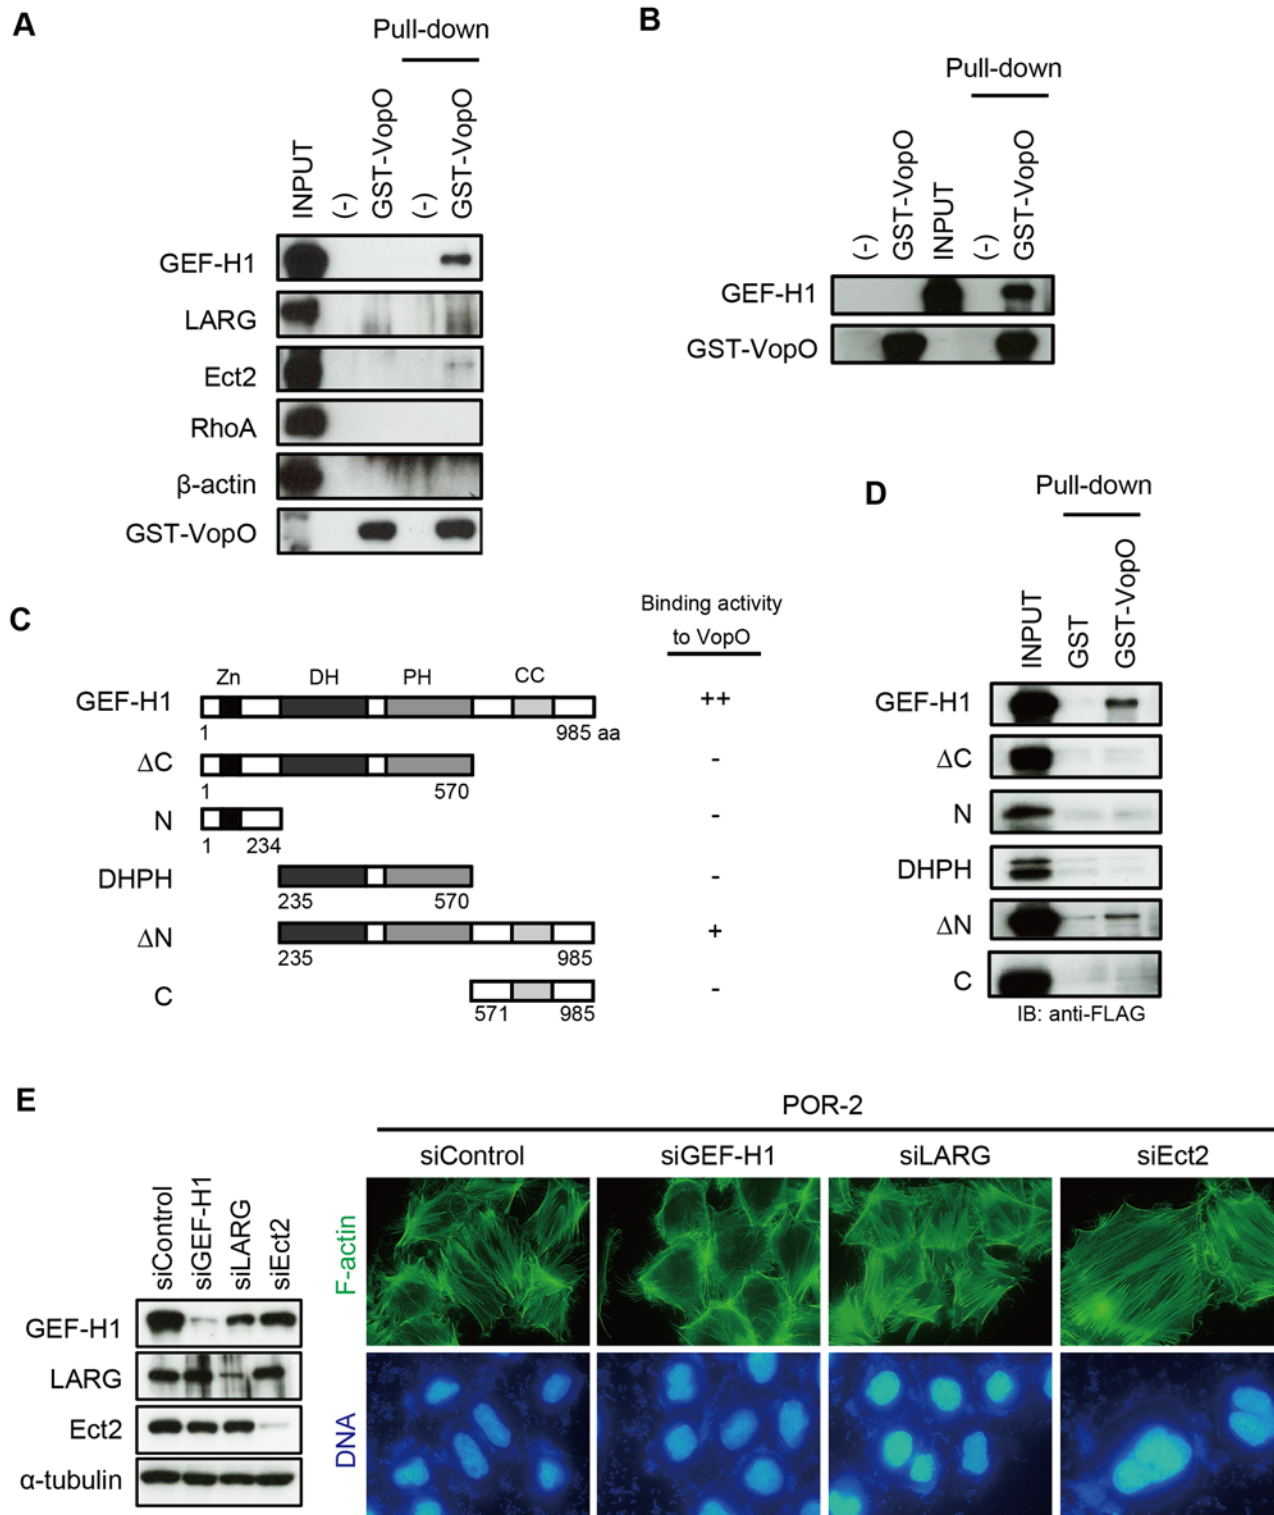 A
Pull-down
INPUT
(-)
GST-VopO
(-)
GST-VopO
GEF-H1
LARG
Ect2
RhoA
β-actin
GST-VopO
B
Pull-down
(-)
GST-VopO
INPUT
(-)
GST-VopO
GEF-H1
GST-VopO
C
Binding activity
to VopO
Zn DH PH CC
GEF-H1 ++
1 985 aa
ΔC -
1 570
N -
1 234
DHPH -
235 570
ΔN +
235 985
C -
571 985
D
Pull-down
INPUT
GST
GST-VopO
GEF-H1
ΔC
N
DHPH
ΔN
C
IB: anti-FLAG
E
siControl
siGEF-H1
siLARG
siEct2
GEF-H1
LARG
Ect2
α-tubulin
POR-2
siControl siGEF-H1 siLARG siEct2
F-actin
DNA